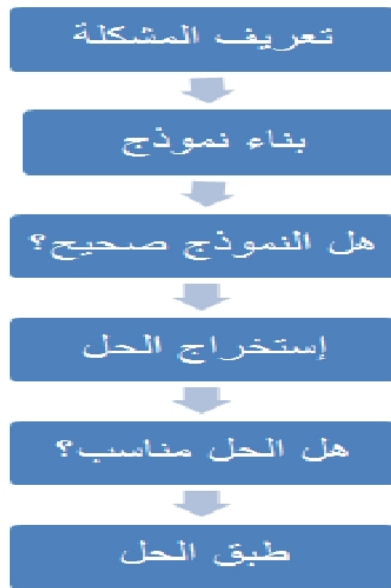 تعريف المشكلة
بناء نموذج
هل النموذج صحيح؟
إستخراج الحل
هل الحل مناسب؟
طبق الحل